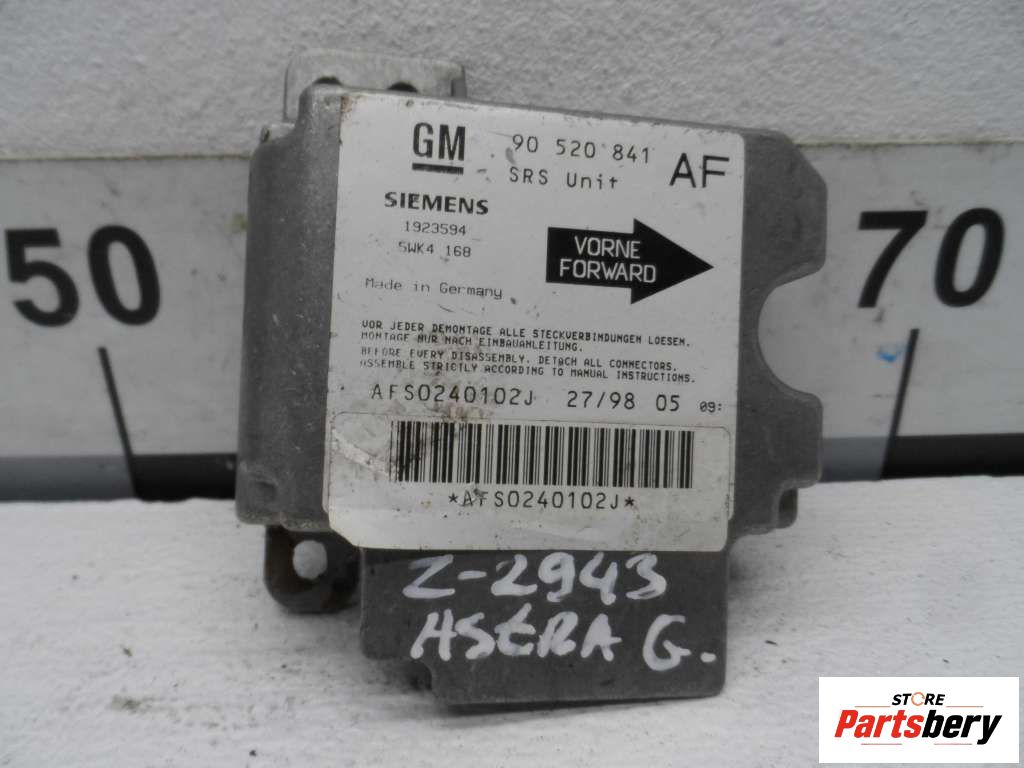 50
70
GM
90 520 841
AF
SRS Unit
SIEMENS
1923594
5WK4 168
VORNE
FORWARD
Made in Germany
VOR JEDER DEMONTAGE ALLE STECKVERBINDUNGEN LOESEN.
MONTAGE NUR NACH EINBAUANLEITUNG.
BEFORE EVERY DISASSEMBLY, DETACH ALL CONNECTORS.
ASSEMBLE STRICTLY ACCORDING TO MANUAL INSTRUCTIONS.
AFS0240102J 27/98 05 09:
*AFS0240102J*
Z-2943
ASTRA G.
STORE
Partsbery